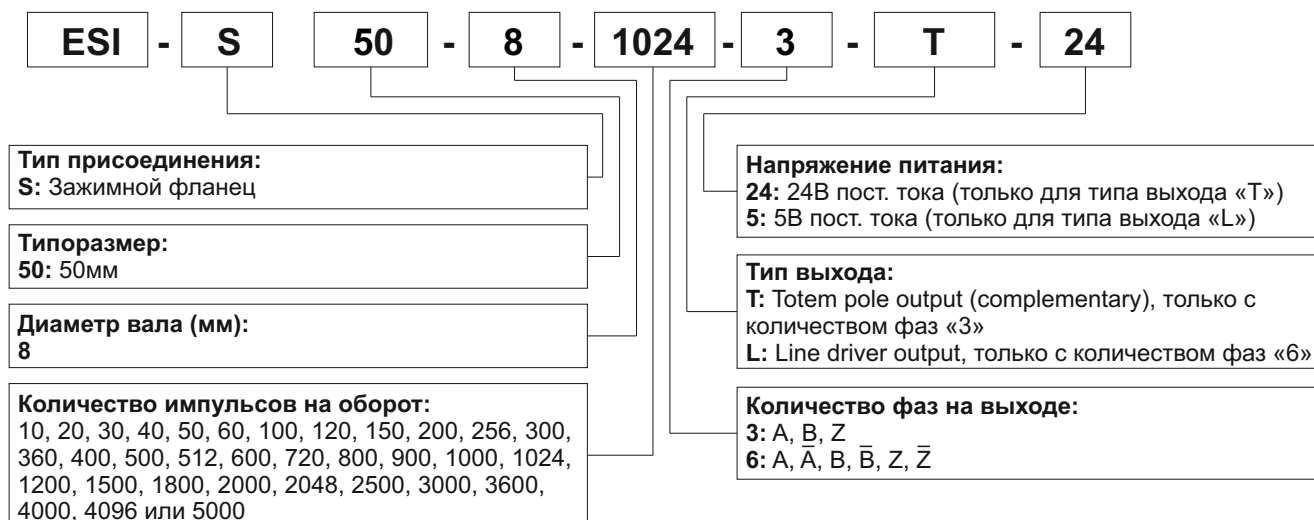 ESI - S 50 - 8 - 1024 - 3 - T - 24
Тип присоединения:
S: Зажимной фланец
Типоразмер:
50: 50мм
Диаметр вала (мм):
8
Количество импульсов на оборот:
10, 20, 30, 40, 50, 60, 100, 120, 150, 200, 256, 300,
360, 400, 500, 512, 600, 720, 800, 900, 1000, 1024,
1200, 1500, 1800, 2000, 2048, 2500, 3000, 3600,
4000, 4096 или 5000
Напряжение питания:
24: 24В пост. тока (только для типа выхода «T»)
5: 5В пост. тока (только для типа выхода «L»)
Тип выхода:
T: Totem pole output (complementary), только с
количеством фаз «3»
L: Line driver output, только с количеством фаз «6»
Количество фаз на выходе:
3: A, B, Z
6: A, A̅, B, B̅, Z, Z̅